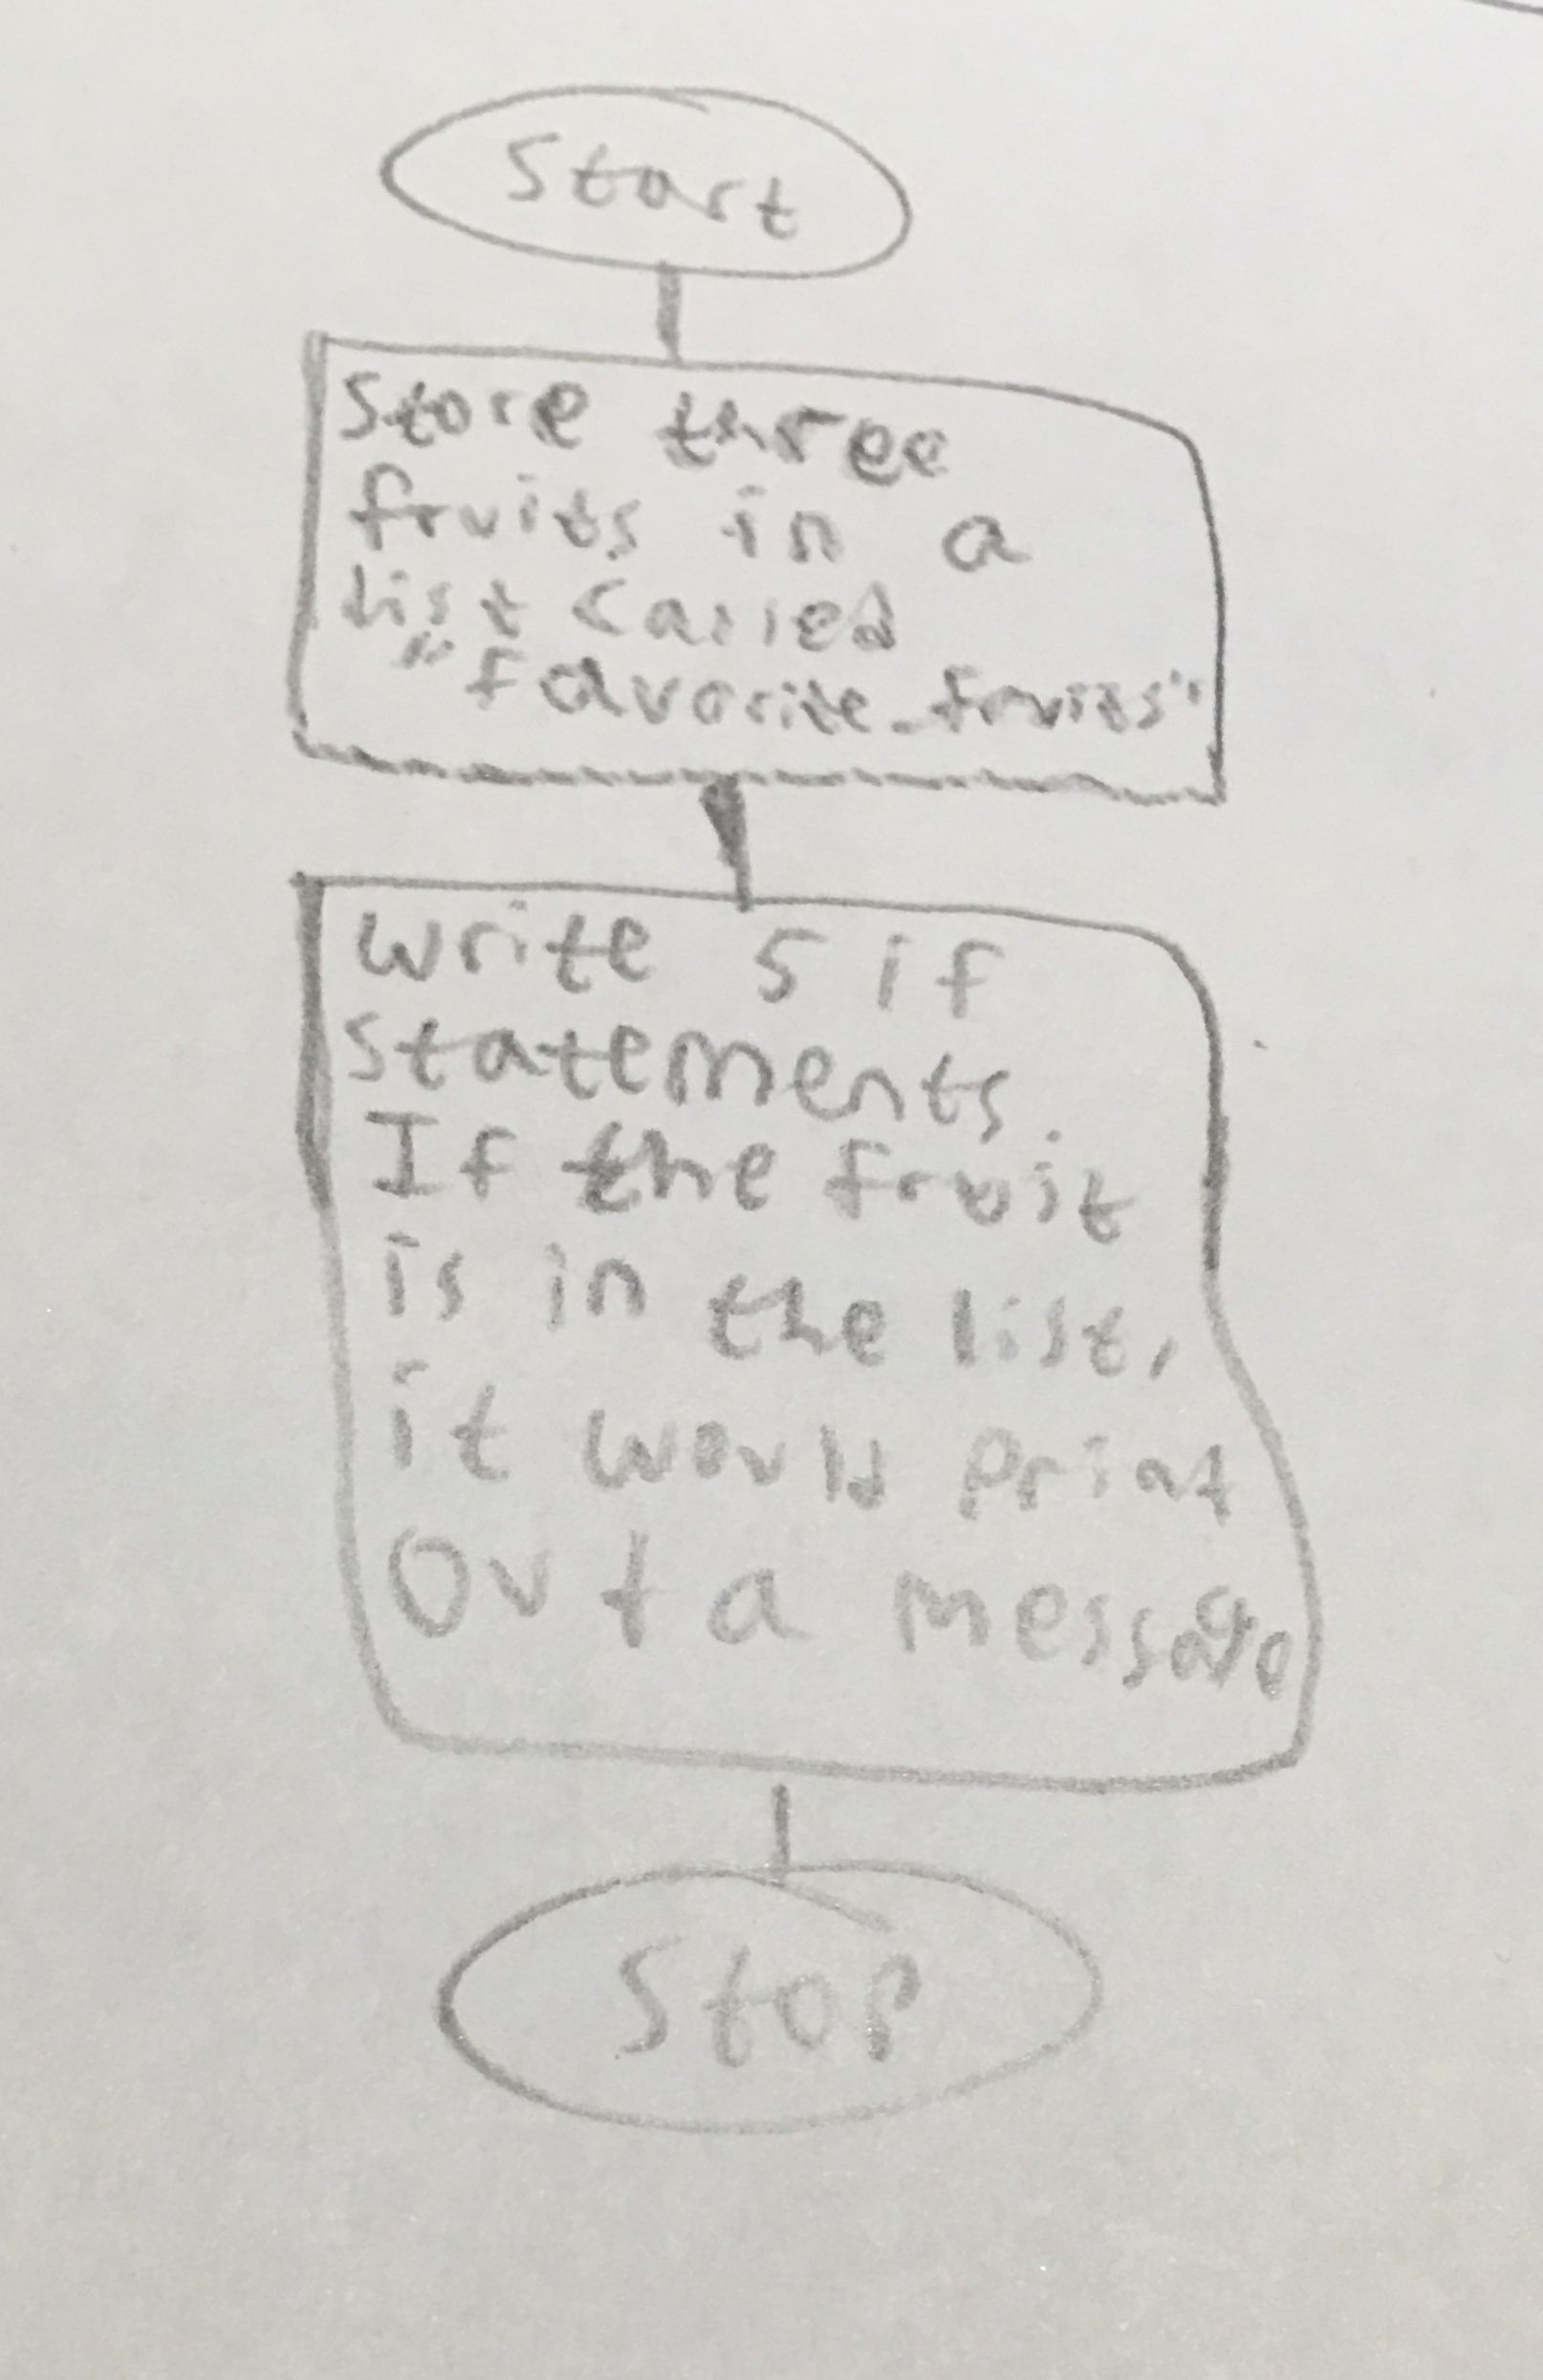 Start
Store three
fruits in a
list called
"favorite_fruits"
Write 5 if
statements.
If the fruit
is in the list,
it would print
Out a message
Stop